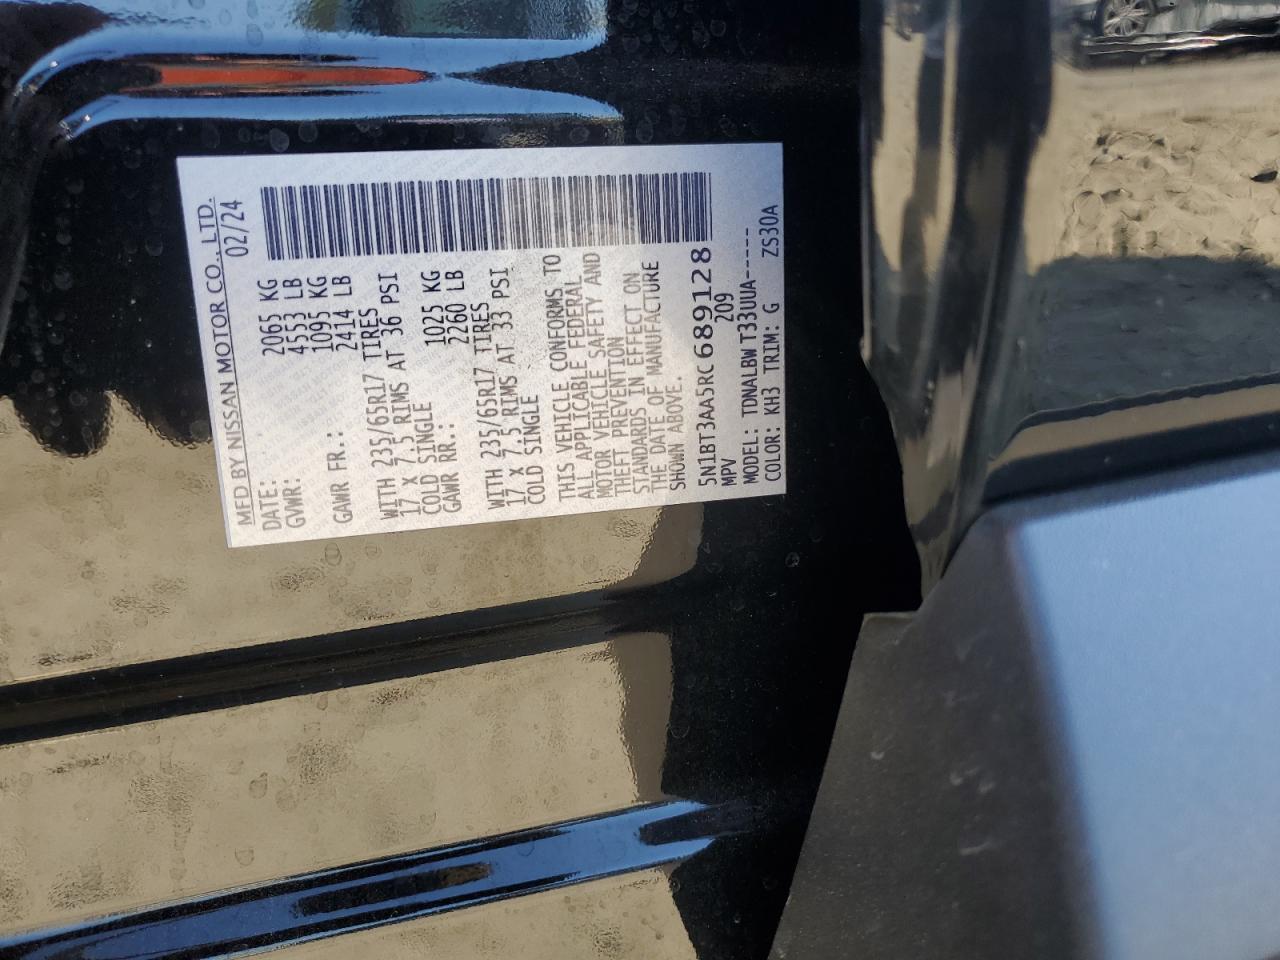 MFD BY NISSAN MOTOR CO., LTD.
DATE: 02/24
GVWR: 2065 KG
4553 LB
GAWR FR.: 1095 KG
2414 LB
WITH 235/65R17 TIRES
17 X 7.5 RIMS AT 36 PSI
COLD SINGLE
GAWR RR.: 1025 KG
2260 LB
WITH 235/65R17 TIRES
17 X 7.5 RIMS AT 33 PSI
COLD SINGLE
THIS VEHICLE CONFORMS TO
ALL APPLICABLE FEDERAL
MOTOR VEHICLE SAFETY AND
THEFT PREVENTION
STANDARDS IN EFFECT ON
THE DATE OF MANUFACTURE
SHOWN ABOVE.
5N1BT3AA5RC689128
MPV 209
MODEL: TDNALBW T33UUA------
COLOR: KH3 TRIM: G ZS30A